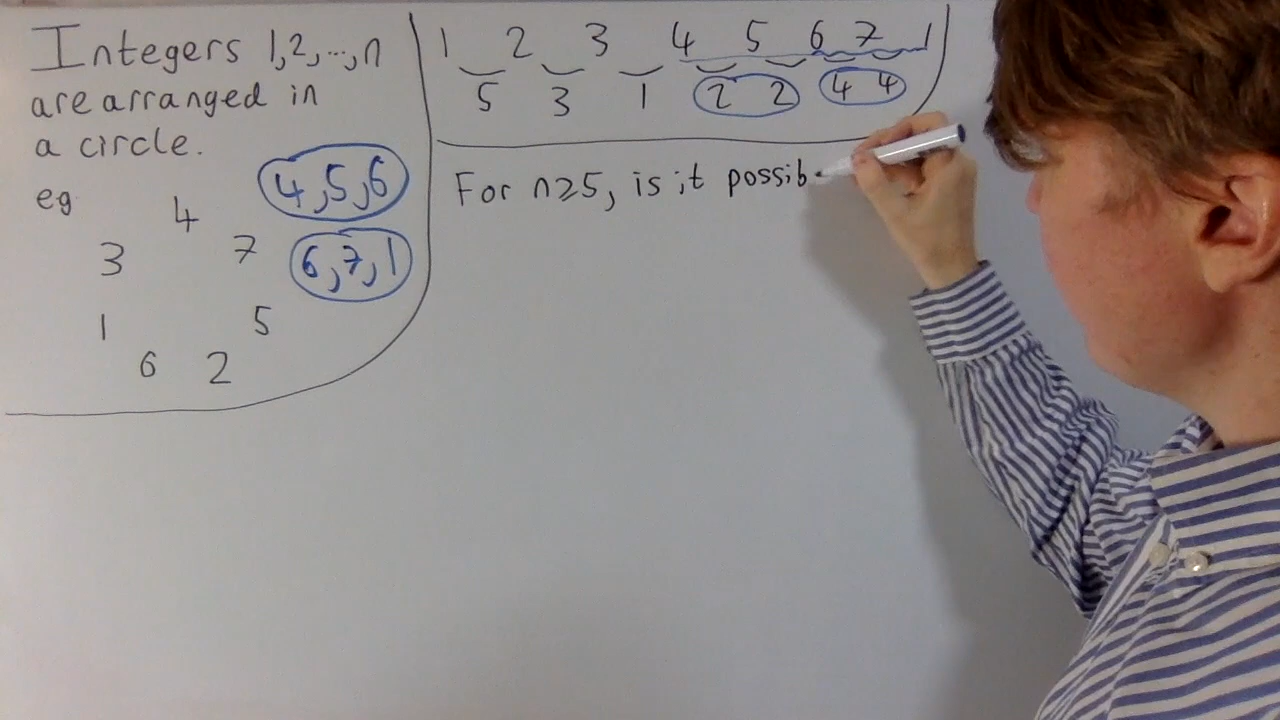 Integers 1,2,...,n
are arranged in
a circle.
eg
4
3
7
1
5
6 2
4,5,6
6,7,1
1 2 3 4 5 6 7 1
5 3 1 2 2 4 4
For n≥5, is it possib